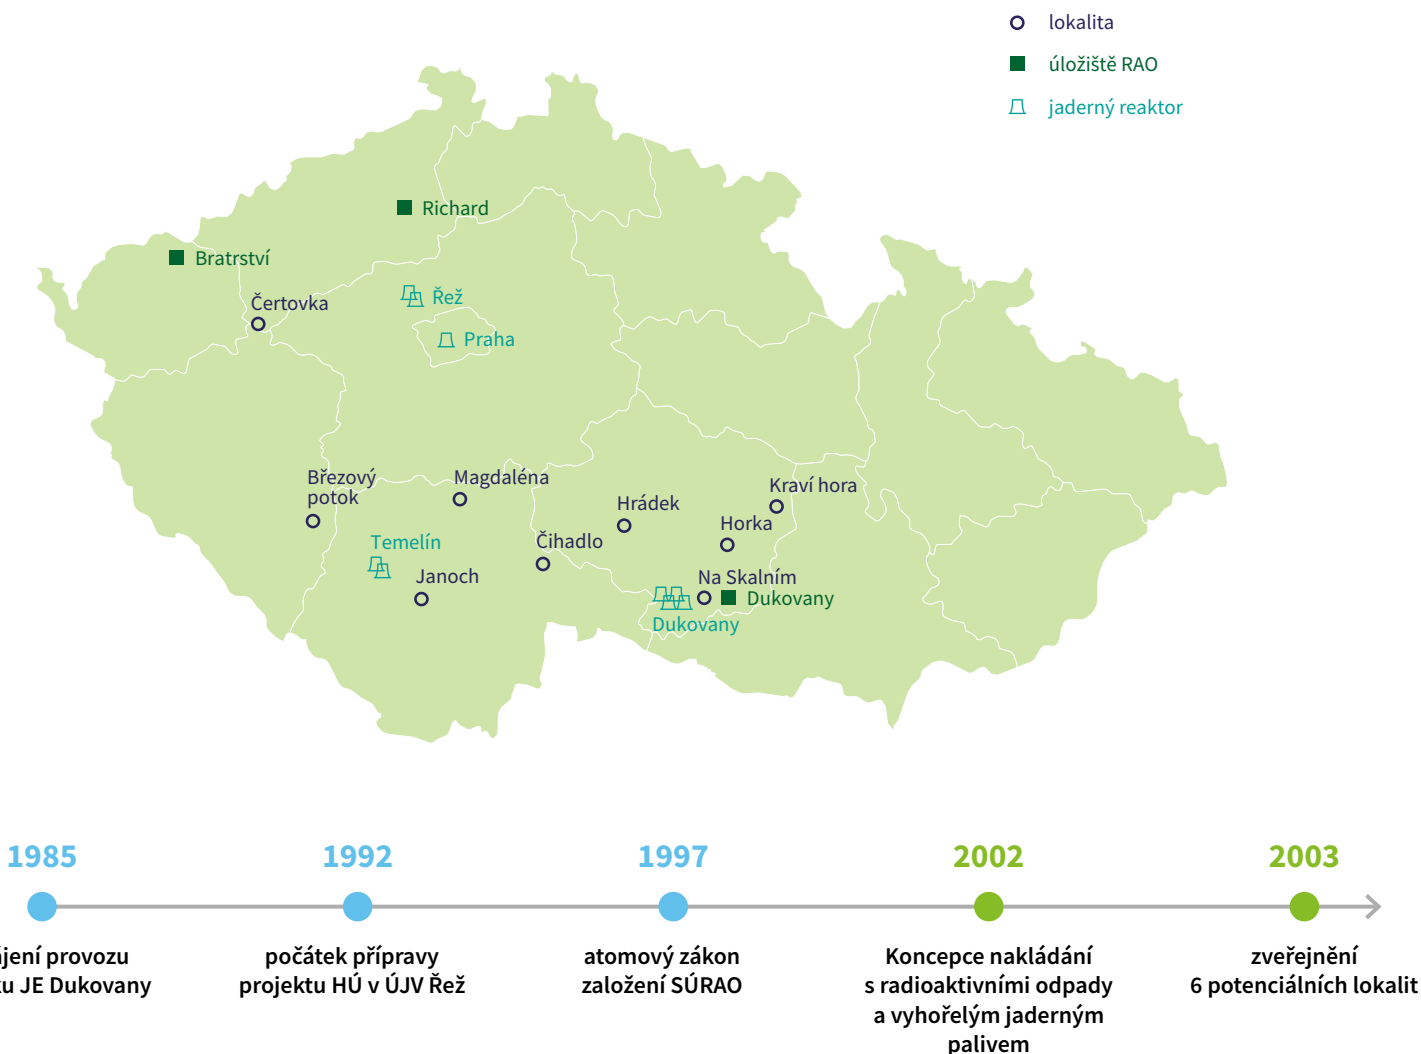 lokalita
úložiště RAO
jaderný reaktor
Richard
Bratrství
Čertovka
Řež
Praha
Březový
potok
Magdaléna
Kraví hora
Hrádek
Horka
Temelín
Čihadlo
Janoch
Na Skalním
Dukovany
Dukovany
1985
1992
1997
2002
2003
jení provozu
u JE Dukovany
počátek přípravy
projektu HÚ v ÚJV Řež
atomový zákon
založení SÚRAO
Koncepce nakládání
s radioaktivními odpady
a vyhořelým jaderným
palivem
zveřejnění
6 potenciálních lokalit